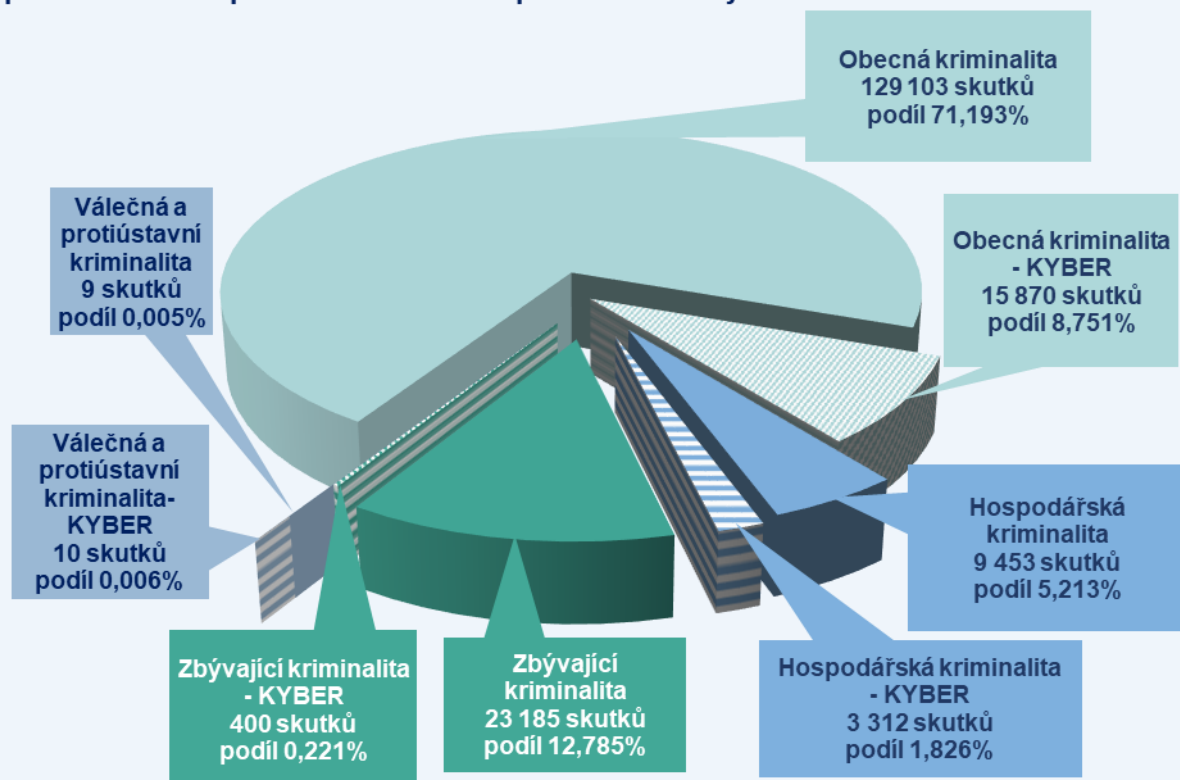 Obecná kriminalita
129 103 skutků
podíl 71,193%
Válečná a
protiústavní
kriminalita
9 skutků
podíl 0,005%
Obecná kriminalita
- KYBER
15 870 skutků
podíl 8,751%
Válečná a
protiústavní
kriminalita-
KYBER
10 skutků
podíl 0,006%
Hospodářská
kriminalita
9 453 skutků
podíl 5,213%
Zbývající kriminalita
- KYBER
400 skutků
podíl 0,221%
Zbývající
kriminalita
23 185 skutků
podíl 12,785%
Hospodářská kriminalita
- KYBER
3 312 skutků
podíl 1,826%